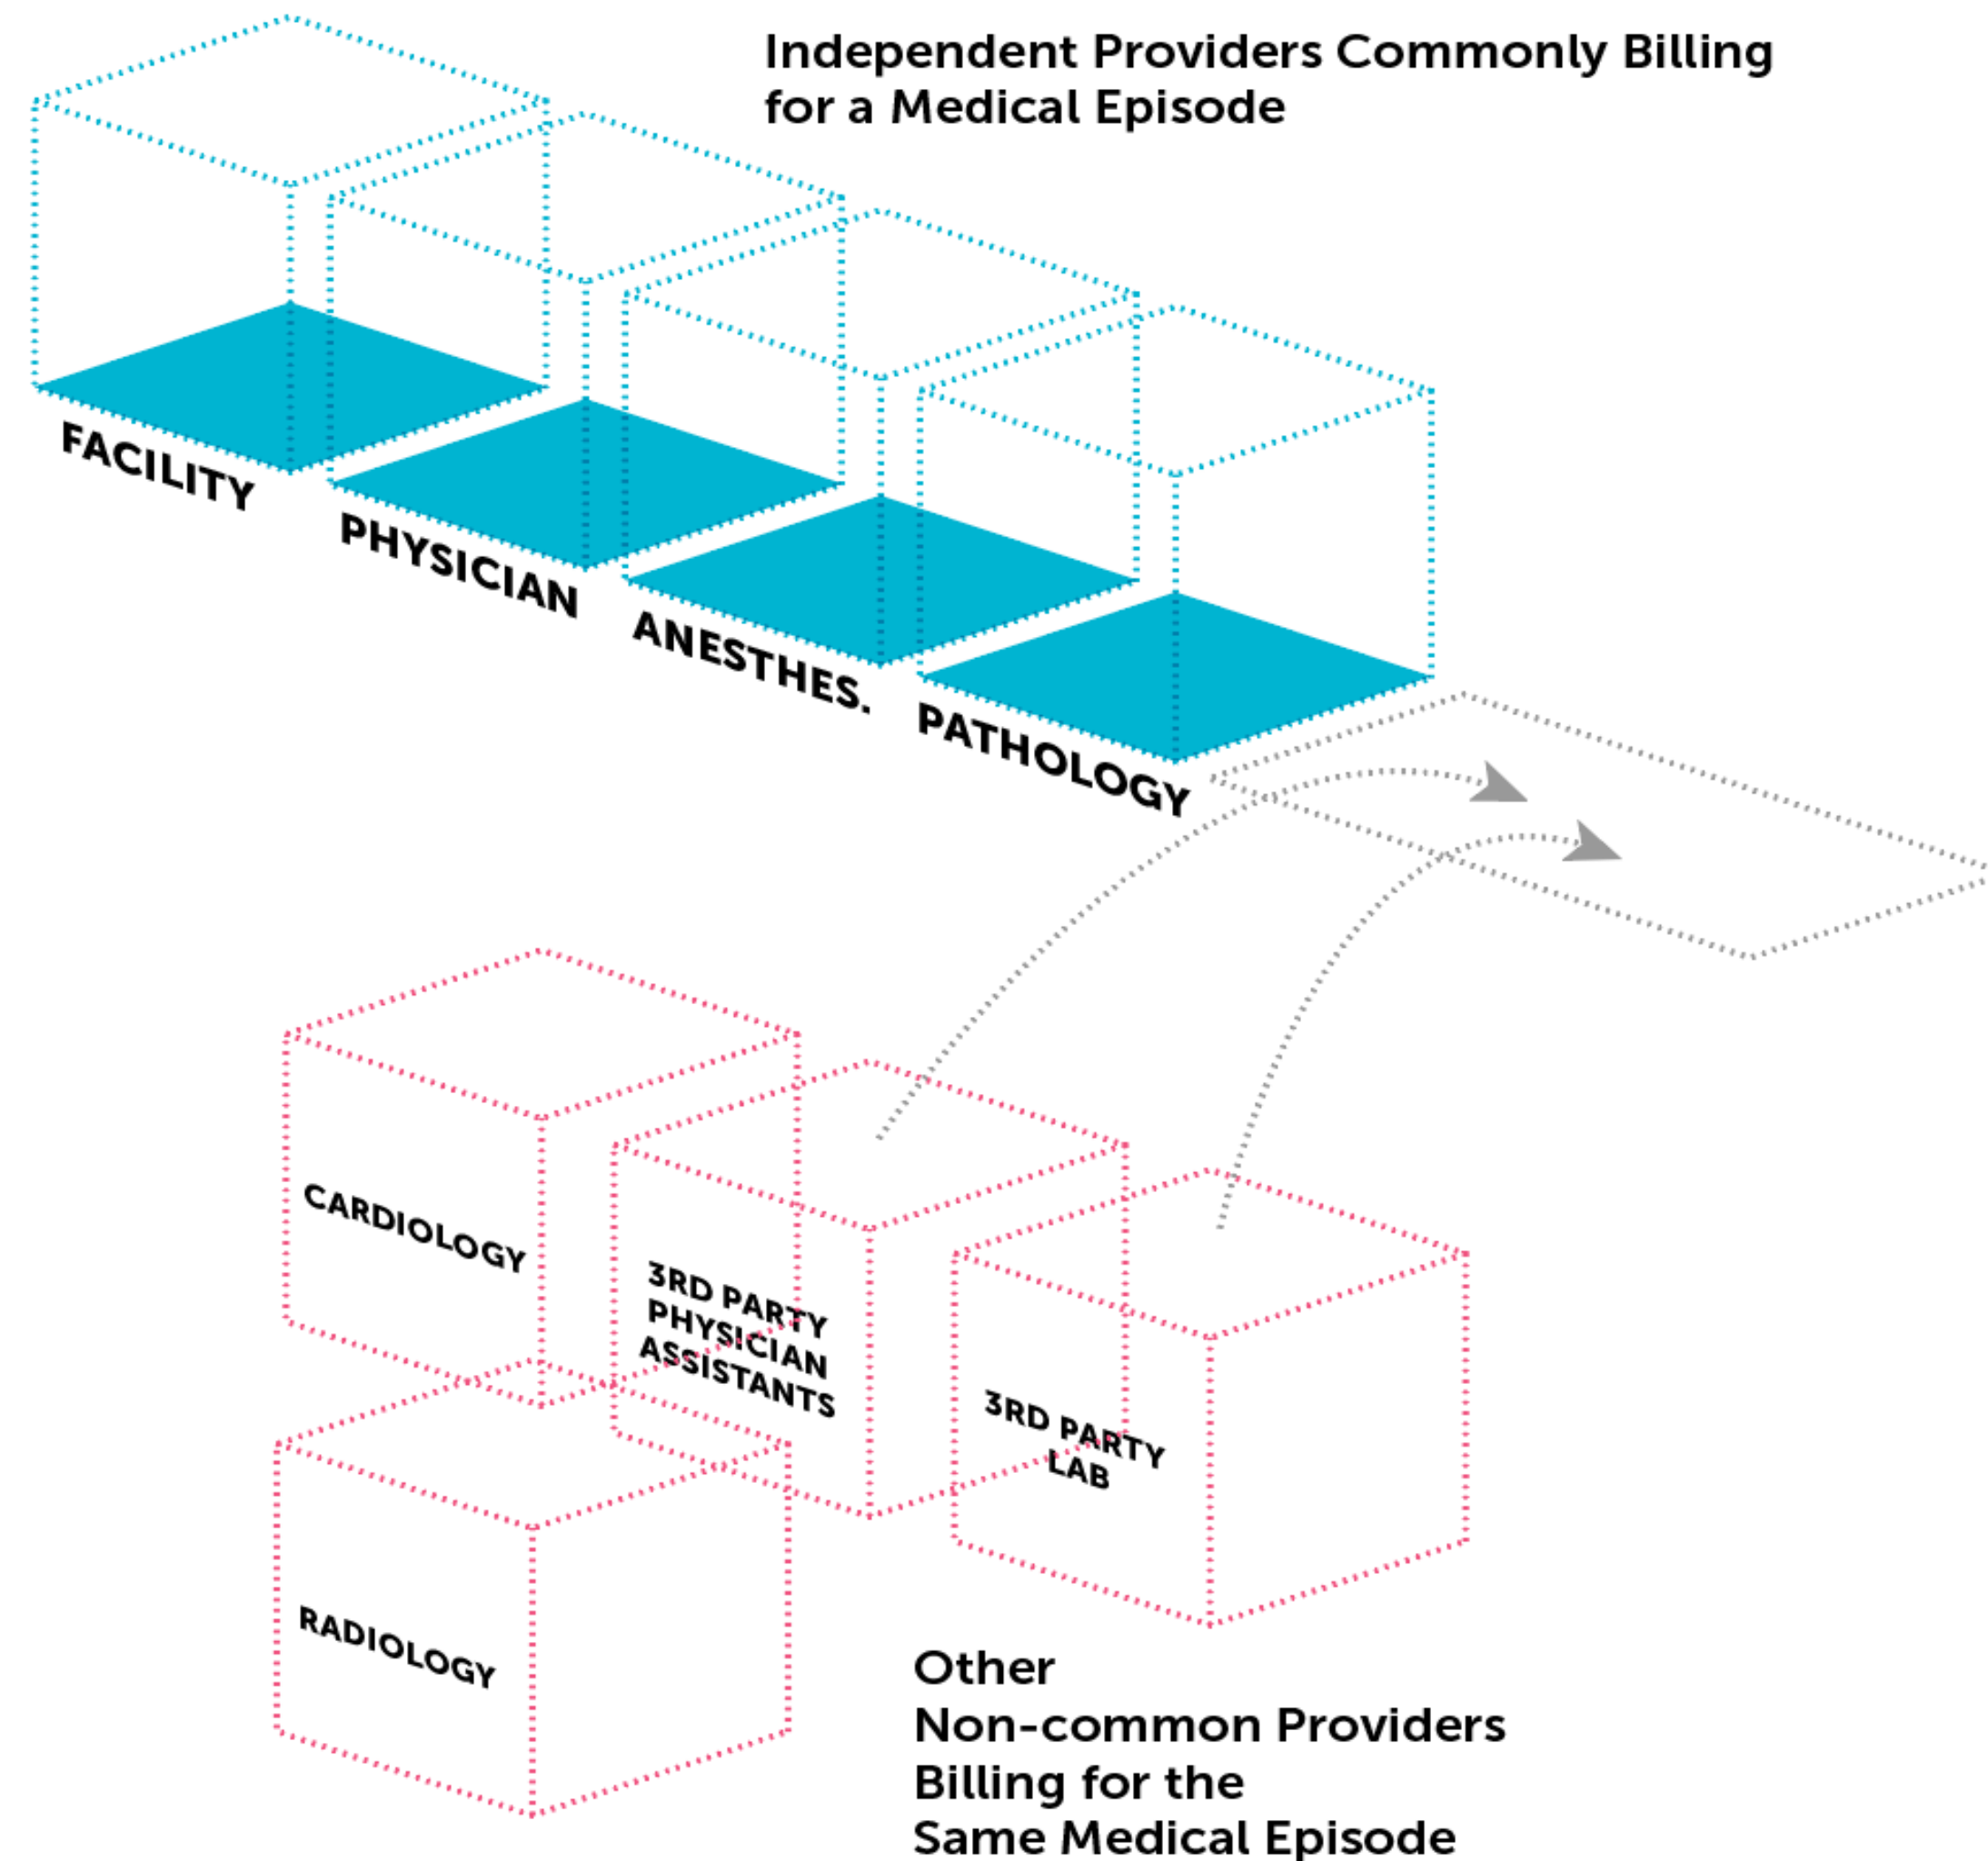 Independent Providers Commonly Billing
for a Medical Episode
FACILITY
PHYSICIAN
ANESTHES.
PATHOLOGY
CARDIOLOGY
3RD PARTY
PHYSICIAN
ASSISTANTS
3RD PARTY
LAB
RADIOLOGY
Other
Non-common Providers
Billing for the
Same Medical Episode